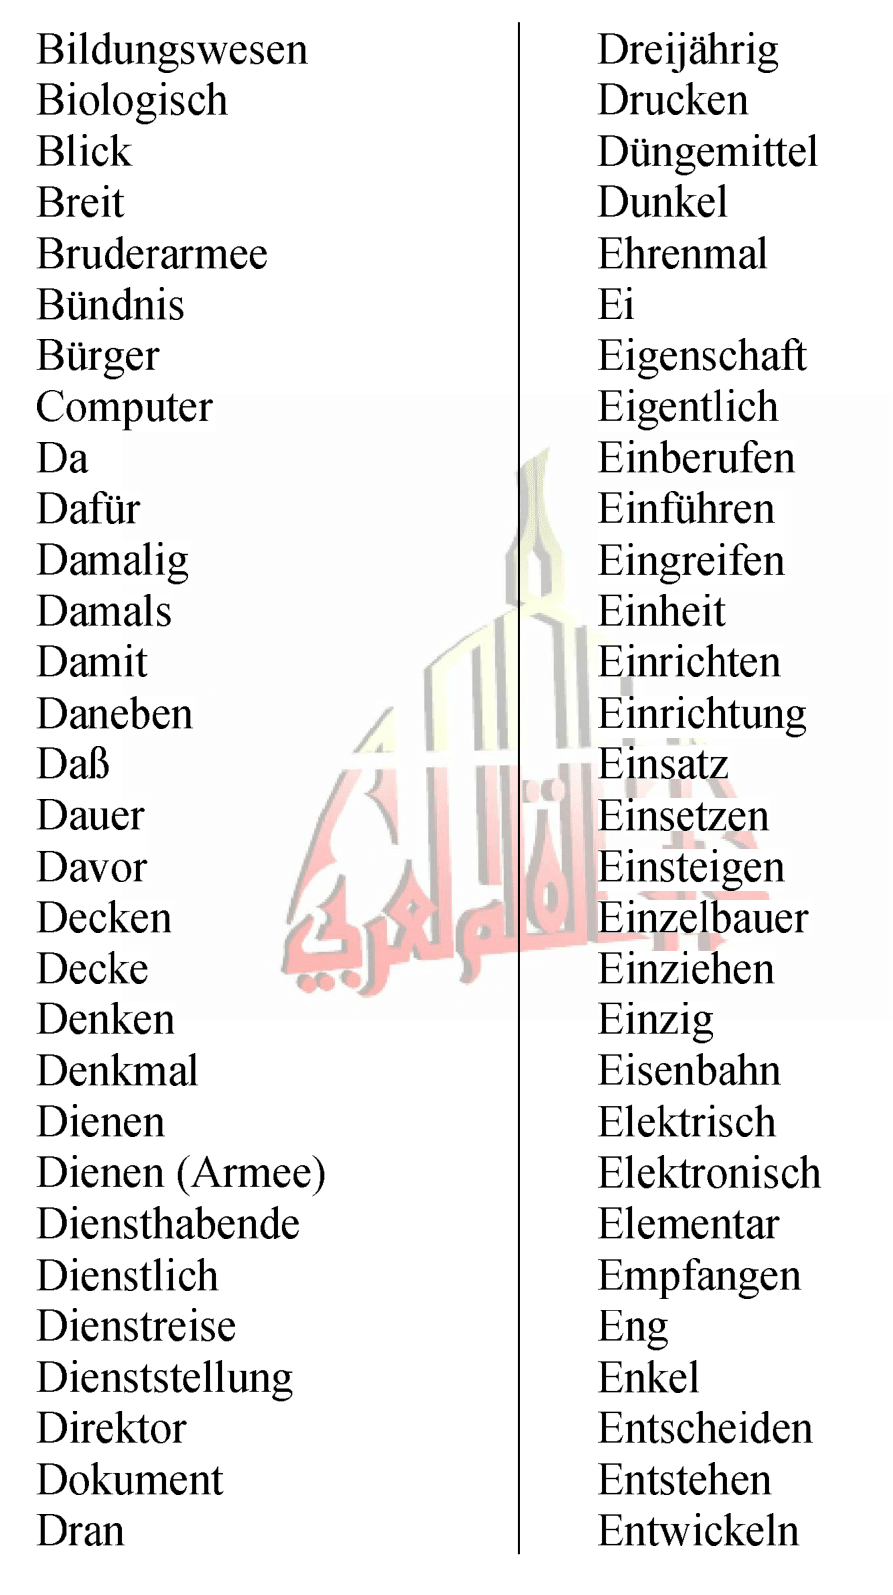 Bildungswesen
Biologisch
Blick
Breit
Bruderarmee
Bündnis
Bürger
Computer
Da
Dafür
Damalig
Damals
Damit
Daneben
Daß
Dauer
Davor
Decken
Decke
Denken
Denkmal
Dienen
Dienen (Armee)
Diensthabende
Dienstlich
Dienstreise
Dienststellung
Direktor
Dokument
Dran
Dreijährig
Drucken
Düngemittel
Dunkel
Ehrenmal
Ei
Eigenschaft
Eigentlich
Einberufen
Einführen
Eingreifen
Einheit
Einrichten
Einrichtung
Einsatz
Einsetzen
Einsteigen
Einzelbauer
Einziehen
Einzig
Eisenbahn
Elektrisch
Elektronisch
Elementar
Empfangen
Eng
Enkel
Entscheiden
Entstehen
Entwickeln